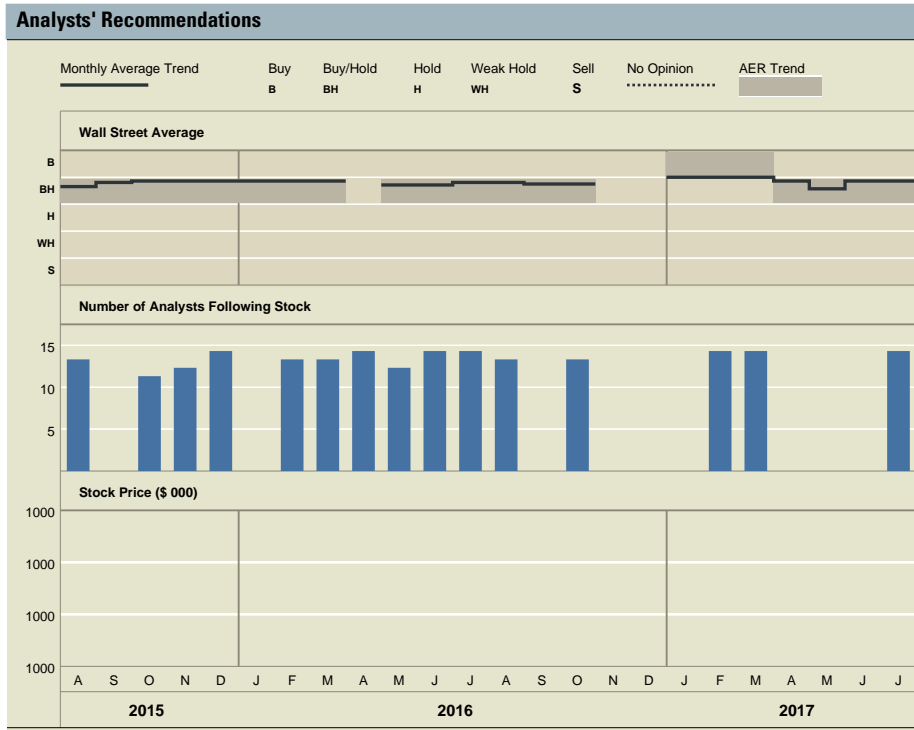 Analysts' Recommendations
Monthly Average Trend Buy Buy/Hold Hold Weak Hold Sell No Opinion AER Trend
B BH H WH S
Wall Street Average
B
BH
H
WH
S
Number of Analysts Following Stock
15
10
5
Stock Price ($ 000)
1000
1000
1000
1000
A S O N D J F M A M J J A S O N D J F M A M J J
2015 2016 2017